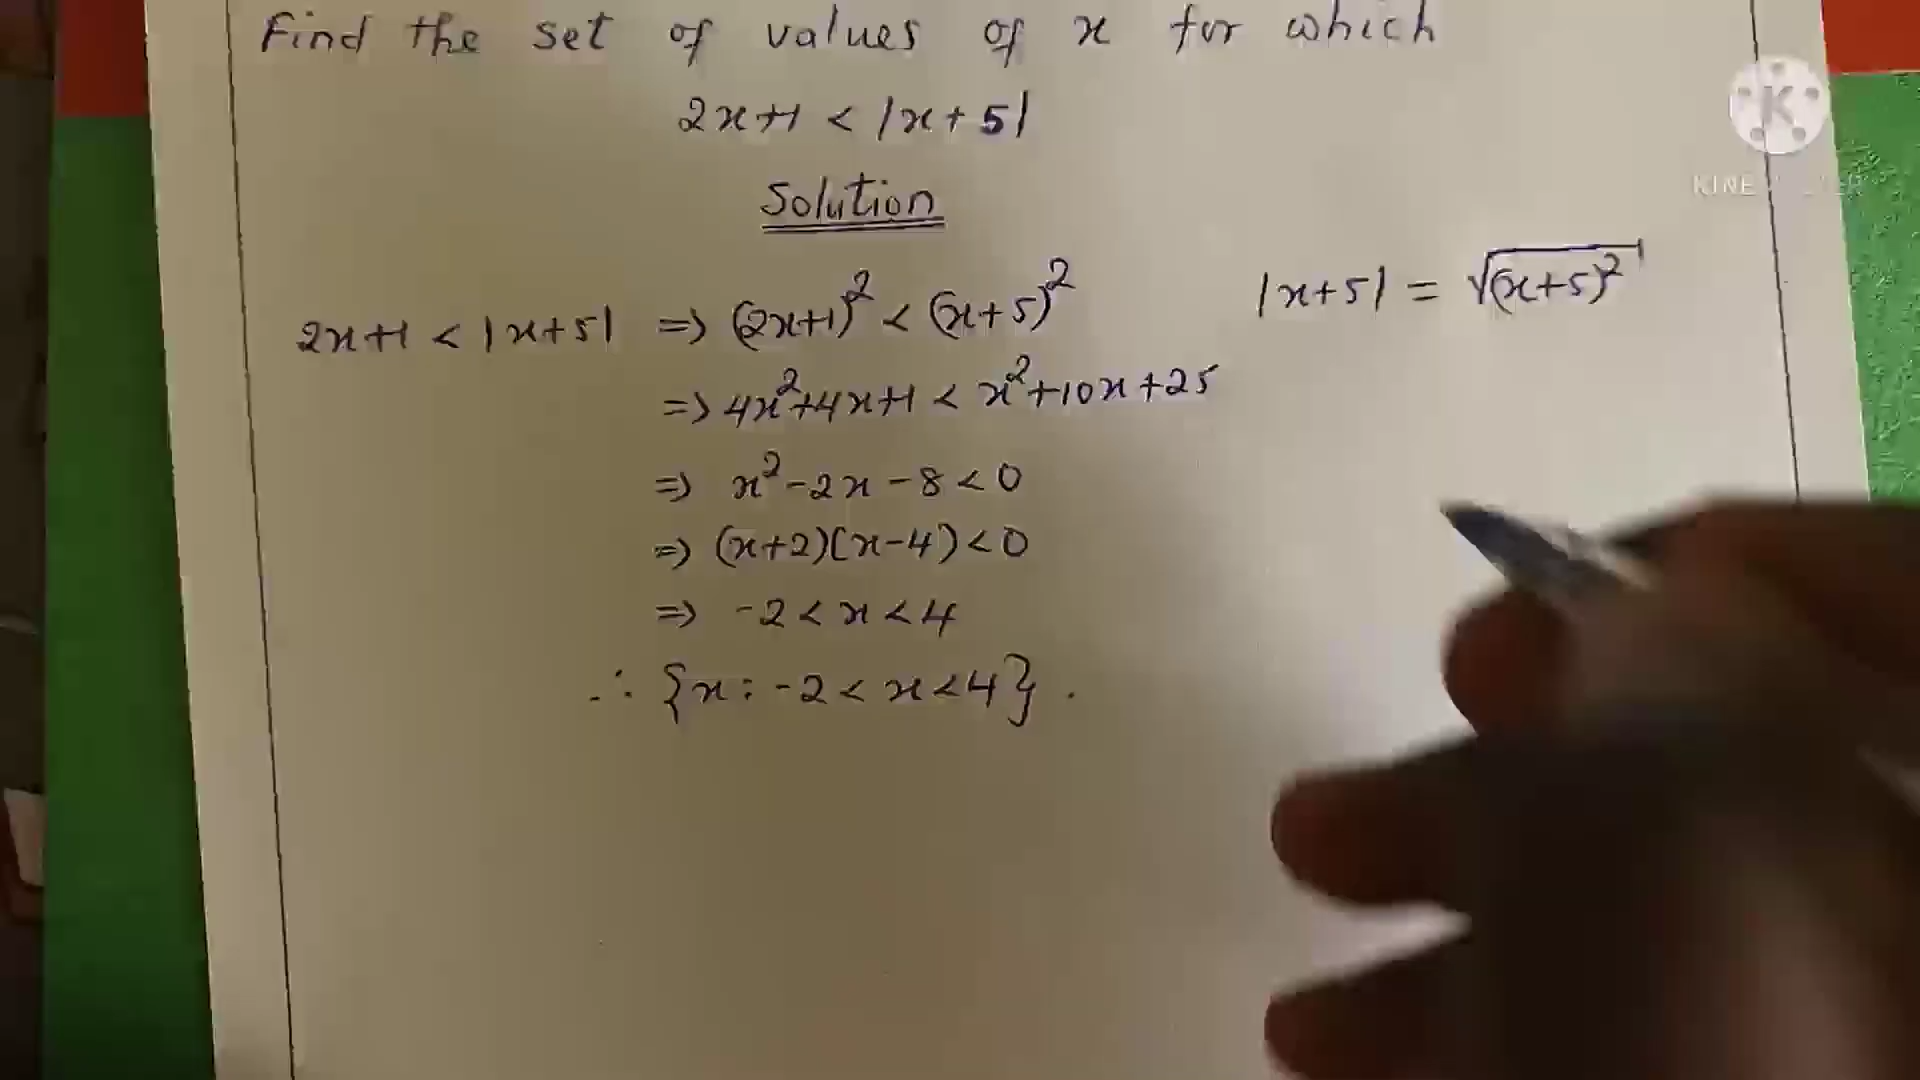 Find the set of values of x for which
2x+1 < |x+5|
Solution
2x+1 < |x+5| => (2x+1)² < (x+5)² |x+5| = √(x+5)²
=> 4x²+4x+1 < x²+10x+25
=> x²-2x-8<0
=> (x+2)(x-4)<0
=> -2<x<4
∴ {x: -2<x<4}.
K
KINEMASTER